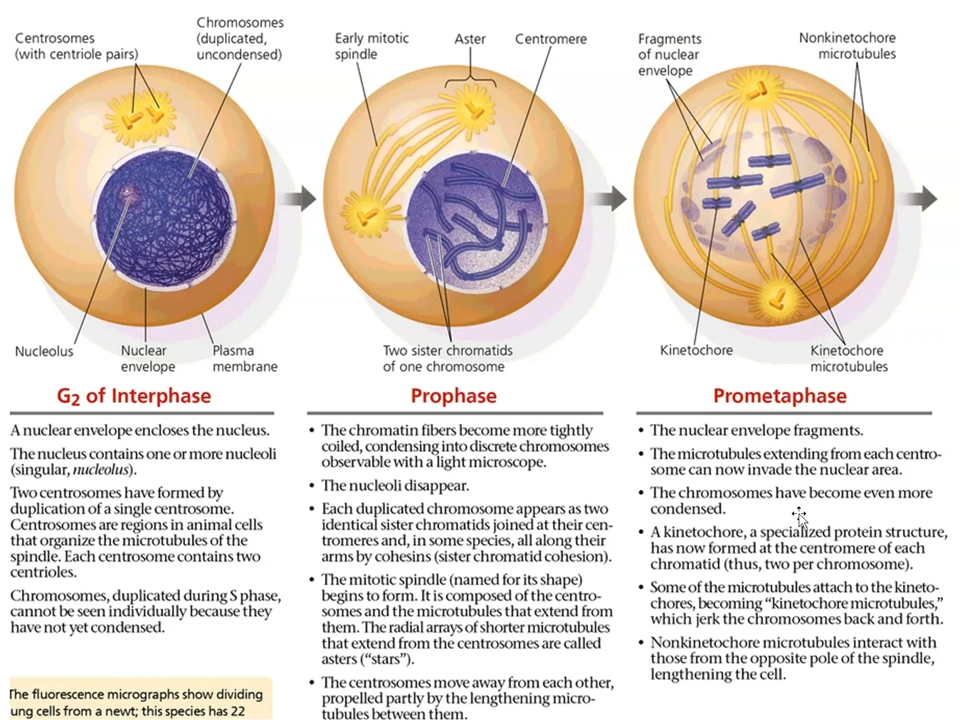 Centrosomes
(with centriole pairs)
Chromosomes
(duplicated,
uncondensed)
Nucleolus
Nuclear
envelope
Plasma
membrane
Early mitotic
spindle
Aster
Centromere
Two sister chromatids
of one chromosome
Fragments
of nuclear
envelope
Nonkinetochore
microtubules
Kinetochore
Kinetochore
microtubules
G2 of Interphase
A nuclear envelope encloses the nucleus.
The nucleus contains one or more nucleoli
(singular, nucleolus).
Two centrosomes have formed by
duplication of a single centrosome.
Centrosomes are regions in animal cells
that organize the microtubules of the
spindle. Each centrosome contains two
centrioles.
Chromosomes, duplicated during S phase,
cannot be seen individually because they
have not yet condensed.
The fluorescence micrographs show dividing
ung cells from a newt; this species has 22
Prophase
• The chromatin fibers become more tightly
coiled, condensing into discrete chromosomes
observable with a light microscope.
• The nucleoli disappear.
• Each duplicated chromosome appears as two
identical sister chromatids joined at their cen-
tromeres and, in some species, all along their
arms by cohesins (sister chromatid cohesion).
• The mitotic spindle (named for its shape)
begins to form. It is composed of the centro-
somes and the microtubules that extend from
them. The radial arrays of shorter microtubules
that extend from the centrosomes are called
asters (“stars”).
• The centrosomes move away from each other,
propelled partly by the lengthening micro-
tubules between them.
Prometaphase
• The nuclear envelope fragments.
• The microtubules extending from each centro-
some can now invade the nuclear area.
• The chromosomes have become even more
condensed.
• A kinetochore, a specialized protein structure,
has now formed at the centromere of each
chromatid (thus, two per chromosome).
• Some of the microtubules attach to the kineto-
chores, becoming “kinetochore microtubules,”
which jerk the chromosomes back and forth.
• Nonkinetochore microtubules interact with
those from the opposite pole of the spindle,
lengthening the cell.